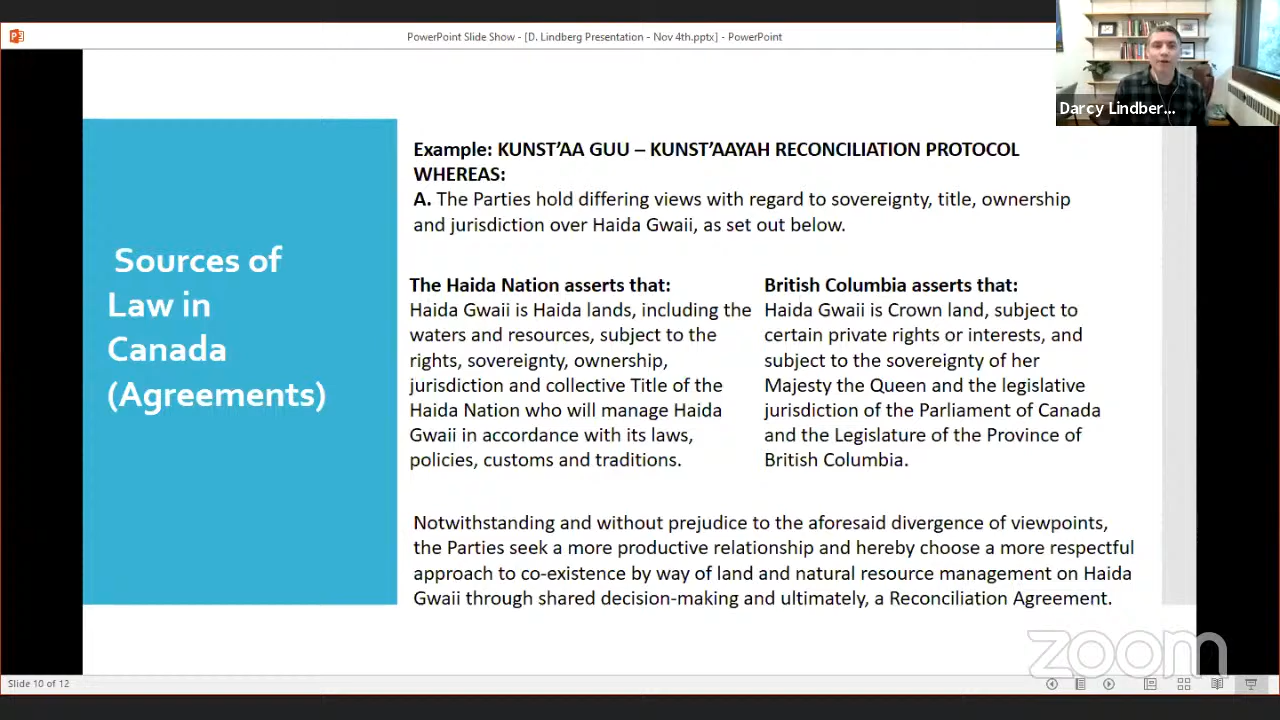 PowerPoint Slide Show - [D. Lindberg Presentation - Nov 4th.pptx] - PowerPoint
Darcy Lindber...
Sources of
Law in
Canada
(Agreements)
Example: KUNST’AA GUU – KUNST’AAYAH RECONCILIATION PROTOCOL
WHEREAS:
A. The Parties hold differing views with regard to sovereignty, title, ownership
and jurisdiction over Haida Gwaii, as set out below.
The Haida Nation asserts that:
Haida Gwaii is Haida lands, including the
waters and resources, subject to the
rights, sovereignty, ownership,
jurisdiction and collective Title of the
Haida Nation who will manage Haida
Gwaii in accordance with its laws,
policies, customs and traditions.
British Columbia asserts that:
Haida Gwaii is Crown land, subject to
certain private rights or interests, and
subject to the sovereignty of her
Majesty the Queen and the legislative
jurisdiction of the Parliament of Canada
and the Legislature of the Province of
British Columbia.
Notwithstanding and without prejudice to the aforesaid divergence of viewpoints,
the Parties seek a more productive relationship and hereby choose a more respectful
approach to co-existence by way of land and natural resource management on Haida
Gwaii through shared decision-making and ultimately, a Reconciliation Agreement.
zoom
Slide 10 of 12